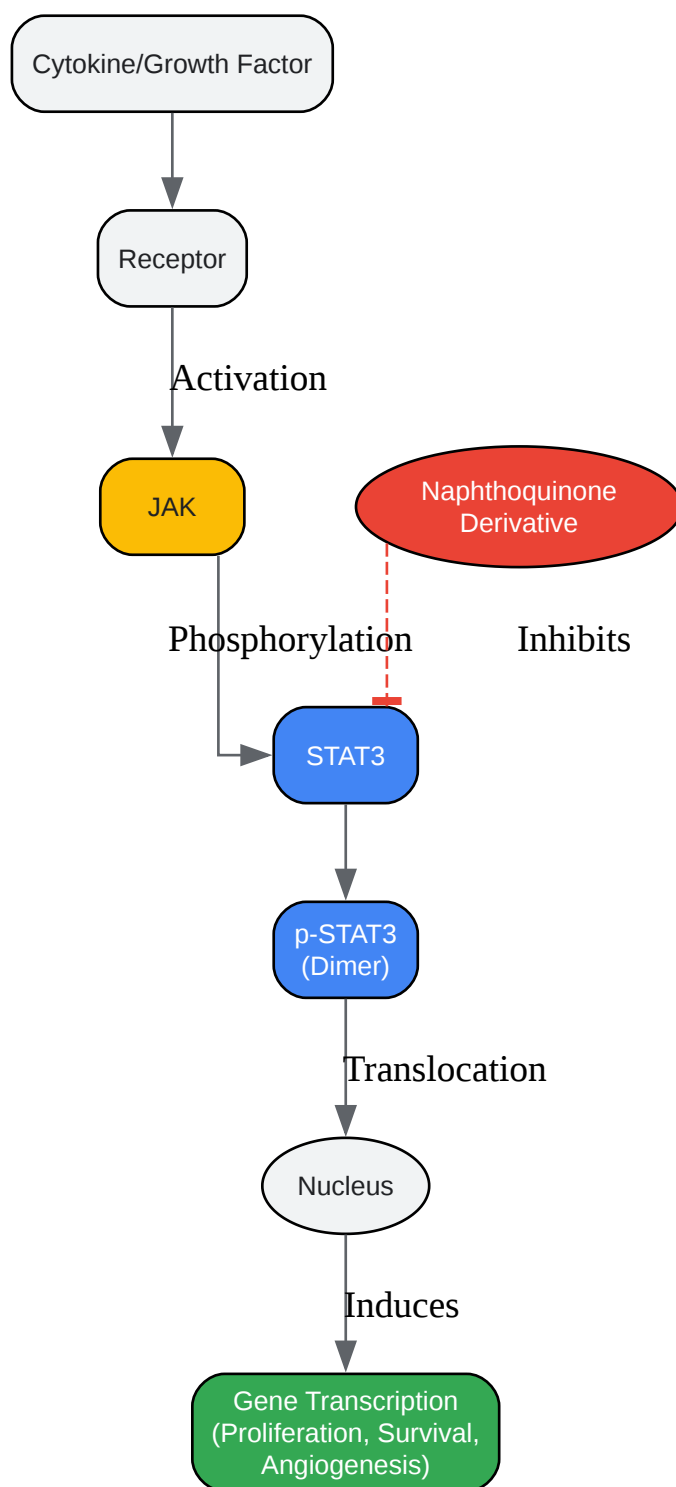 Cytokine/Growth Factor
Receptor
Activation
JAK
Naphthoquinone
Derivative
Phosphorylation
Inhibits
STAT3
p-STAT3
(Dimer)
Translocation
Nucleus
Induces
Gene Transcription
(Proliferation, Survival,
Angiogenesis)